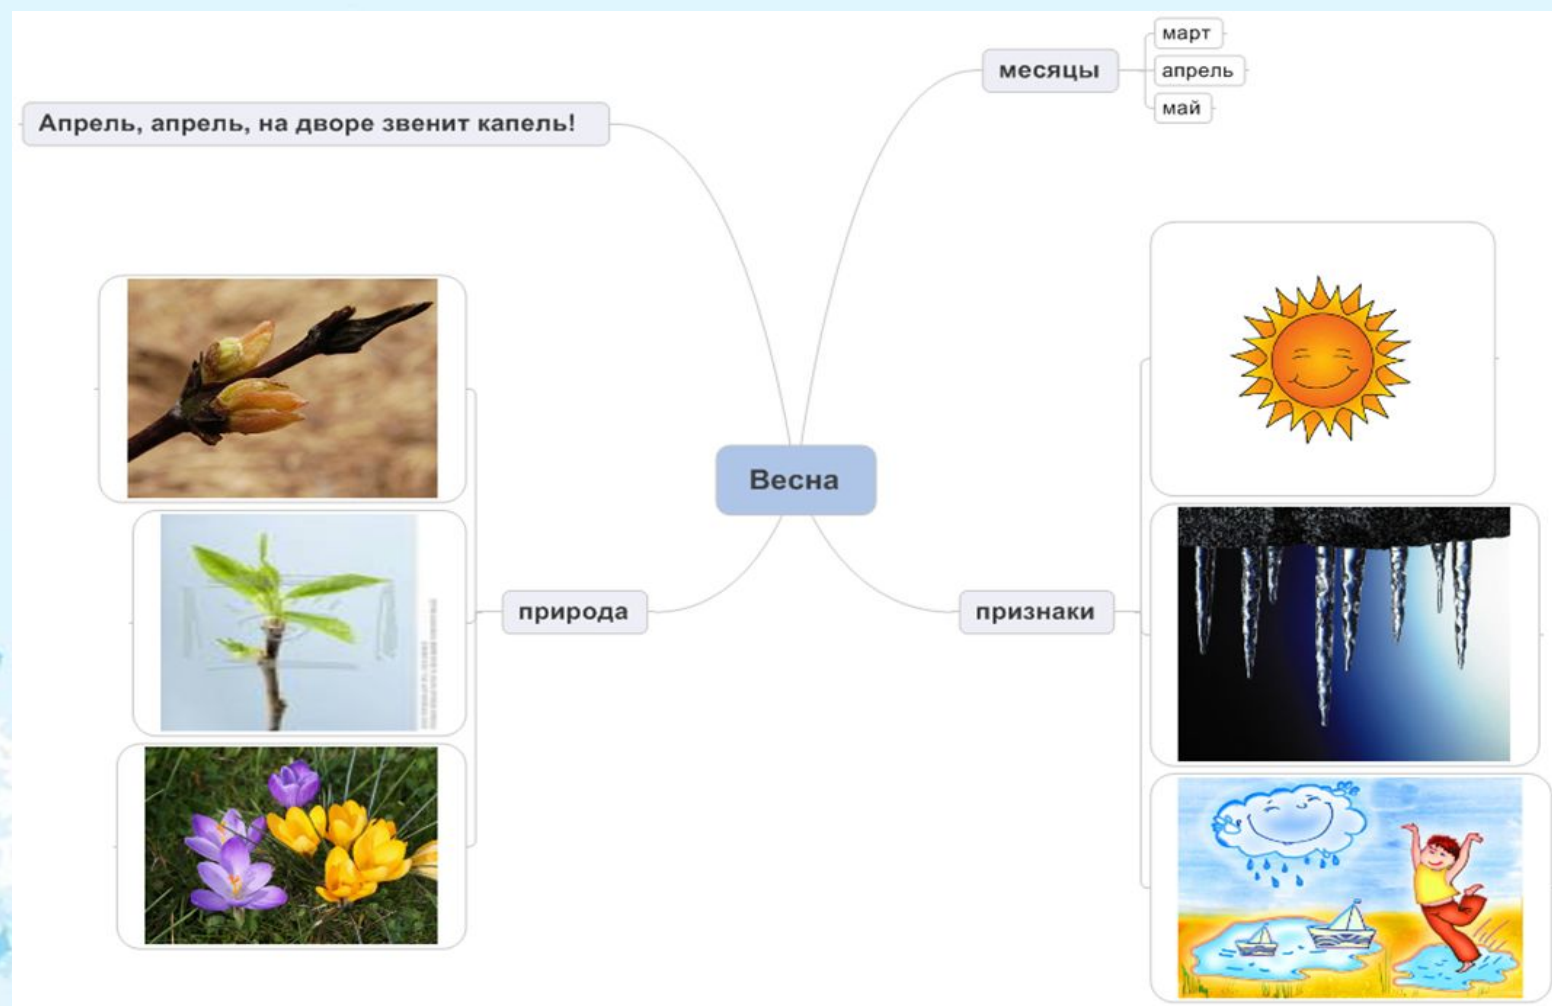 Апрель, апрель, на дворе звенит капель!
месяцы
март
апрель
май
Весна
природа
признаки